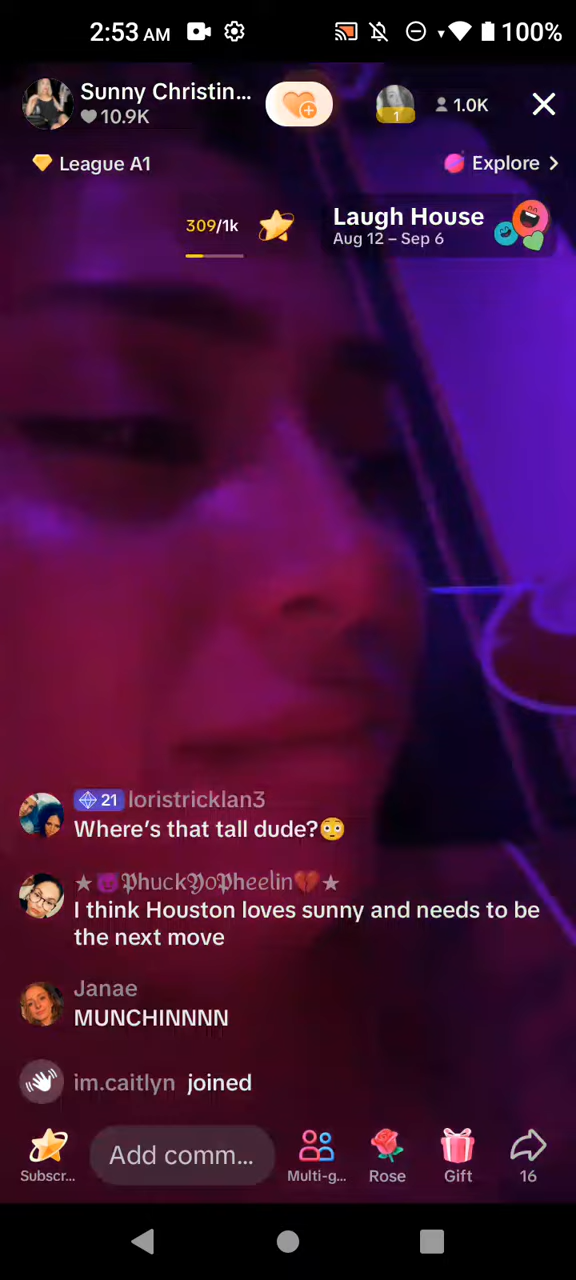 2:53 AM 100%
Sunny Christin...
10.9K
1
1.0K
League A1
Explore >
309/1k
Laugh House
Aug 12 – Sep 6
21 loristricklan3
Where's that tall dude?😳
★😈𝕻𝖍uck𝖄o𝕻𝖍eelin💔★
I think Houston loves sunny and needs to be
the next move
Janae
MUNCHINNNN
im.caitlyn joined
Add comm...
Subscr...
Multi-g...
Rose
Gift
16